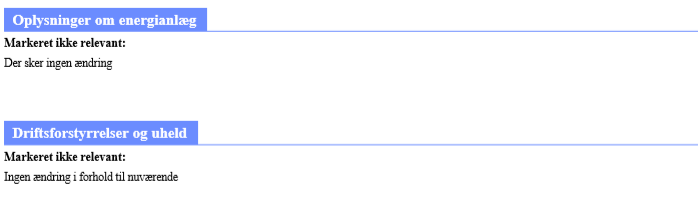 Oplysninger om energianlæg
Markeret ikke relevant:
Der sker ingen ændring
Driftsforstyrrelser og uheld
Markeret ikke relevant:
Ingen ændring i forhold til nuværende